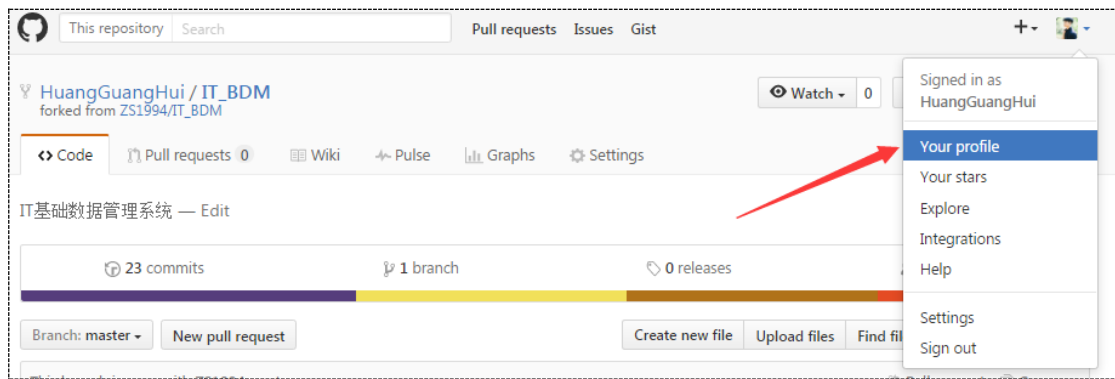 This repository Search Pull requests Issues Gist
HuangGuangHui / IT_BDM
forked from ZS1994/IT_BDM
Watch 0
Signed in as
HuangGuangHui
Your profile
Your stars
Explore
Integrations
Help
Settings
Sign out
Code Pull requests 0 Wiki Pulse Graphs Settings
IT基础数据管理系统 — Edit
23 commits 1 branch 0 releases
Branch: master New pull request Create new file Upload files Find fil